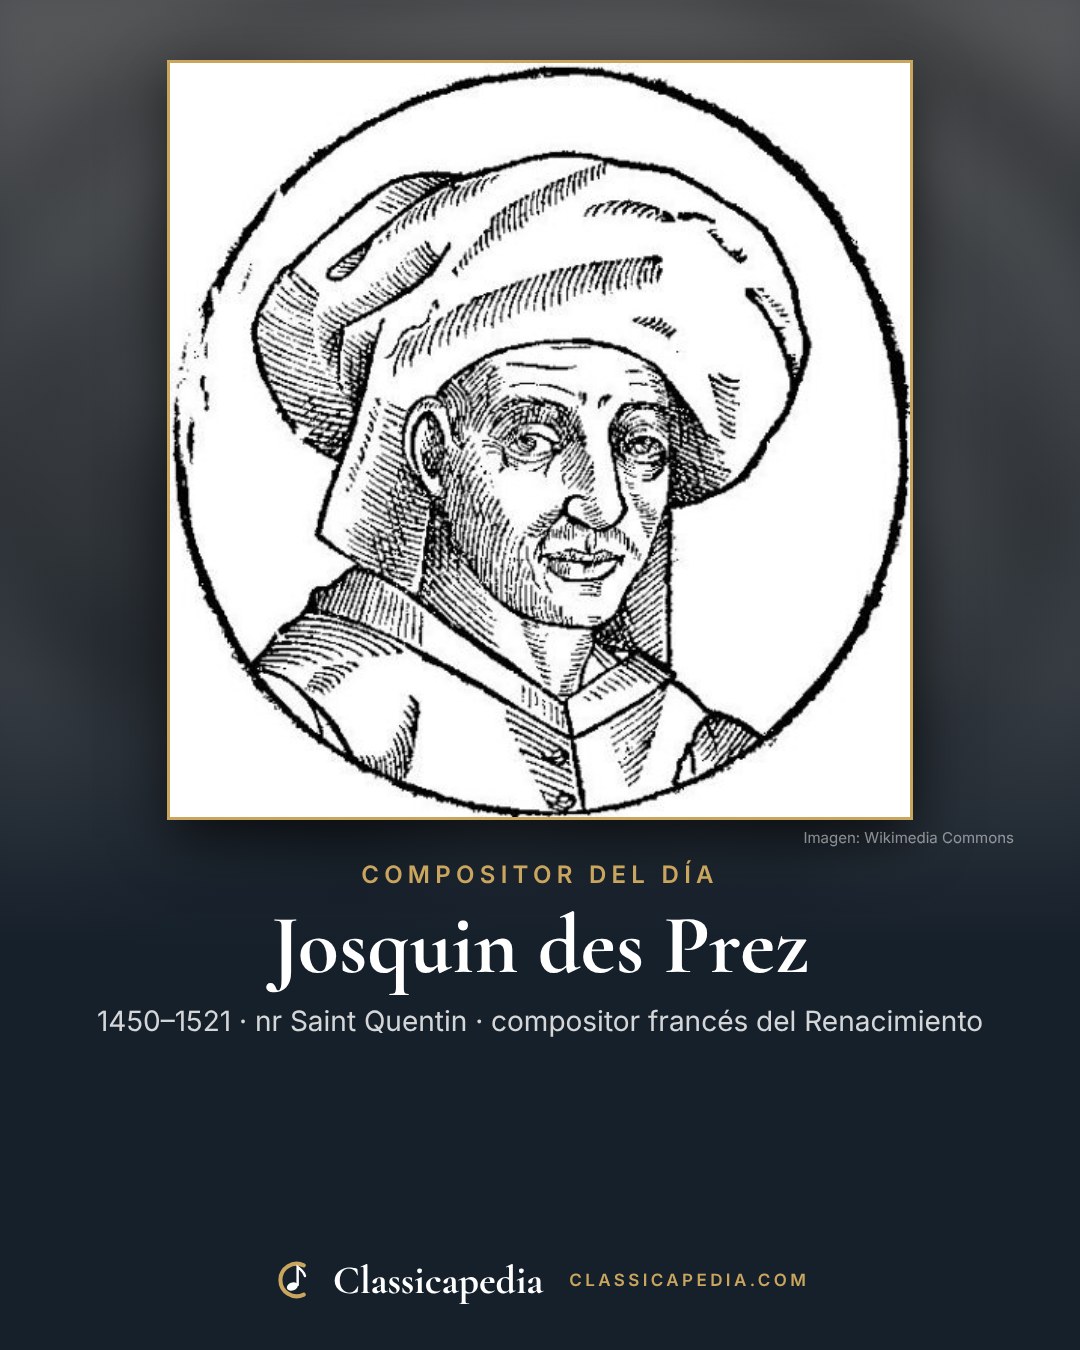 Imagen: Wikimedia Commons
COMPOSITOR DEL DÍA
Josquin des Prez
1450–1521 · nr Saint Quentin · compositor francés del Renacimiento
Classicapedia CLASSICAPEDIA.COM